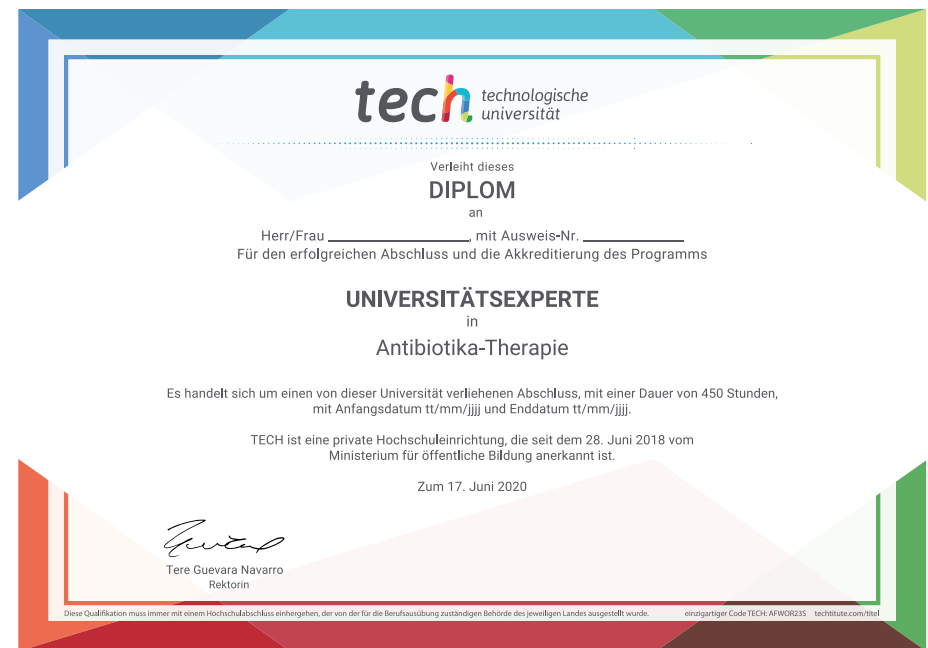 tech technologische
universität
Verleiht dieses
DIPLOM
an
Herr/Frau ____________________, mit Ausweis-Nr. ______________
Für den erfolgreichen Abschluss und die Akkreditierung des Programms
UNIVERSITÄTSEXPERTE
in
Antibiotika-Therapie
Es handelt sich um einen von dieser Universität verliehenen Abschluss, mit einer Dauer von 450 Stunden,
mit Anfangsdatum tt/mm/jjjj und Enddatum tt/mm/jjjj.
TECH ist eine private Hochschuleinrichtung, die seit dem 28. Juni 2018 vom
Ministerium für öffentliche Bildung anerkannt ist.
Zum 17. Juni 2020
Tere Guevara Navarro
Rektorin
Diese Qualifikation muss immer mit einem Hochschulabschluss einhergehen, der von der für die Berufsausübung zuständigen Behörde des jeweiligen Landes ausgestellt wurde. einzigartiger Code TECH: AFWOR23S techtitute.com/titel